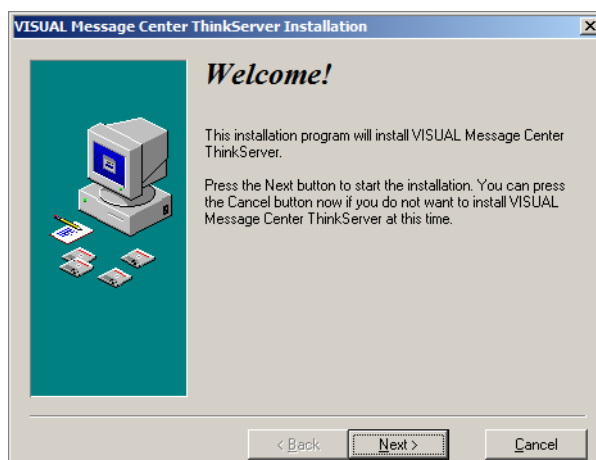 VISUAL Message Center ThinkServer Installation
Welcome!
This installation program will install VISUAL Message Center
ThinkServer.
Press the Next button to start the installation. You can press
the Cancel button now if you do not want to install VISUAL
Message Center ThinkServer at this time.
< Back
Next >
Cancel